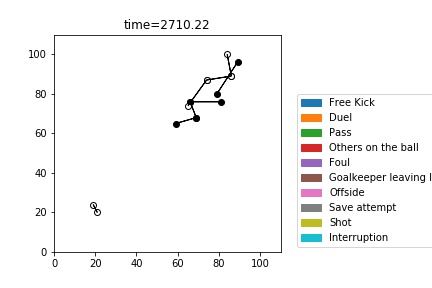 time=2710.22
100
80
60
40
20
0
0 20 40 60 80 100
Free Kick
Duel
Pass
Others on the ball
Foul
Goalkeeper leaving l
Offside
Save attempt
Shot
Interruption